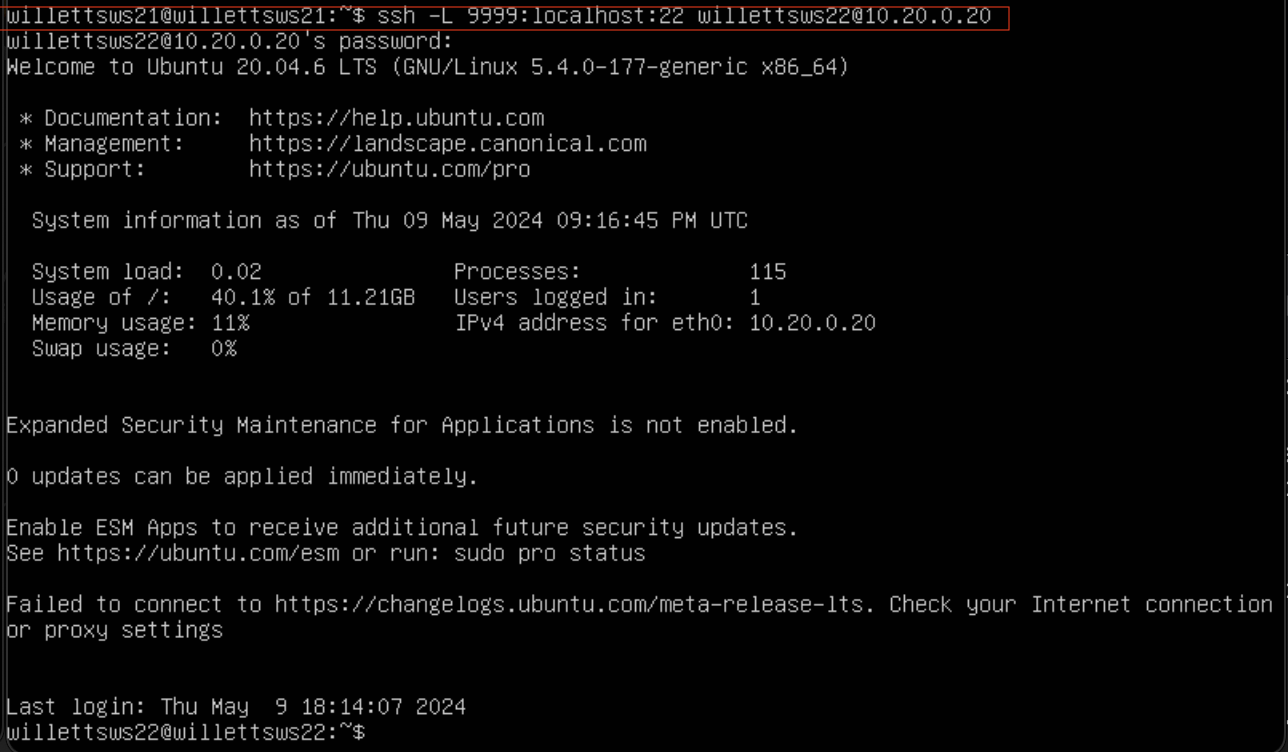 willettsws21@willettsws21:~$ ssh -L 9999:localhost:22 willettsws22@10.20.0.20
willettsws22@10.20.0.20's password:
Welcome to Ubuntu 20.04.6 LTS (GNU/Linux 5.4.0-177-generic x86_64)
* Documentation:  https://help.ubuntu.com
* Management:     https://landscape.canonical.com
* Support:        https://ubuntu.com/pro
System information as of Thu 09 May 2024 09:16:45 PM UTC
System load:  0.02               Processes:             115
Usage of /:   40.1% of 11.21GB   Users logged in:       1
Memory usage: 11%                IPv4 address for eth0: 10.20.0.20
Swap usage:   0%
Expanded Security Maintenance for Applications is not enabled.
0 updates can be applied immediately.
Enable ESM Apps to receive additional future security updates.
See https://ubuntu.com/esm or run: sudo pro status
Failed to connect to https://changelogs.ubuntu.com/meta-release-lts. Check your Internet connection
or proxy settings
Last login: Thu May  9 18:14:07 2024
willettsws22@willettsws22:~$